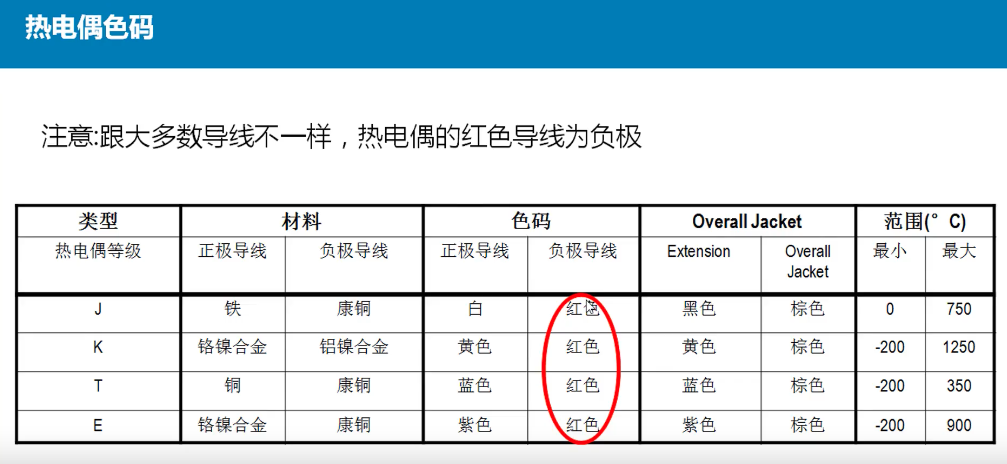 热电偶色码
注意:跟大多数导线不一样，热电偶的红色导线为负极
类型 材料 色码 Overall Jacket 范围(° C)
热电偶等级 正极导线 负极导线 正极导线 负极导线 Extension Overall Jacket 最小 最大
J 铁 康铜 白 红色 黑色 棕色 0 750
K 铬镍合金 铝镍合金 黄色 红色 黄色 棕色 -200 1250
T 铜 康铜 蓝色 红色 蓝色 棕色 -200 350
E 铬镍合金 康铜 紫色 红色 紫色 棕色 -200 900